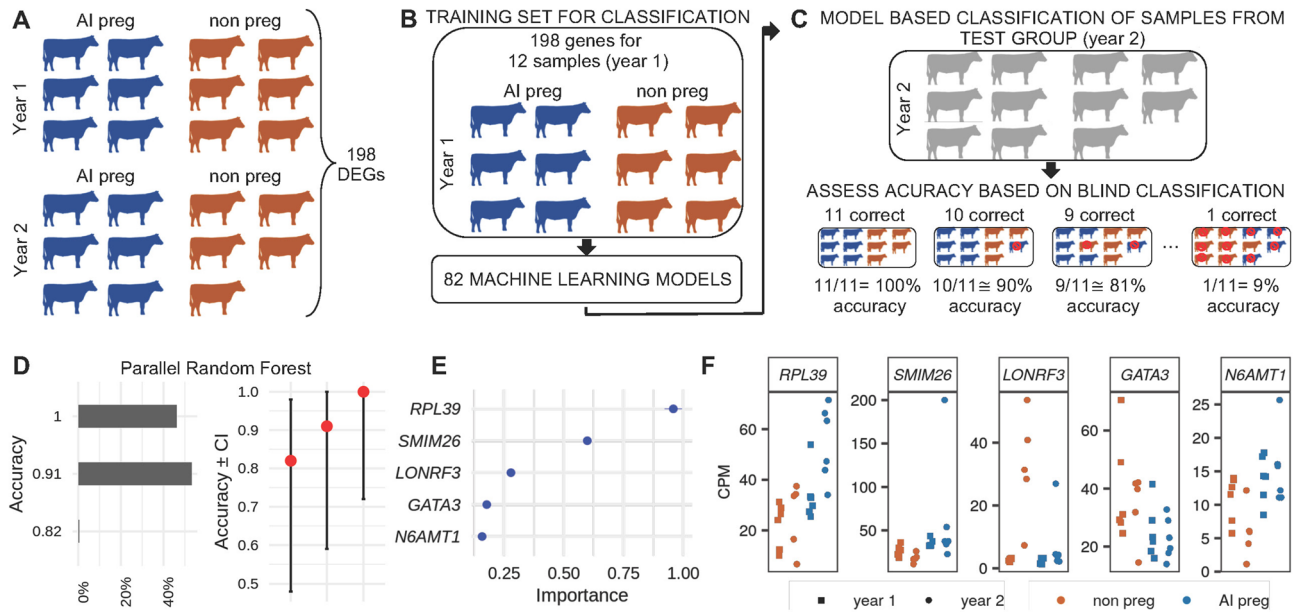 A
AI preg
non preg
Year 1
AI preg
non preg
Year 2
198
DEGs
B
TRAINING SET FOR CLASSIFICATION
198 genes for
12 samples (year 1)
AI preg
non preg
Year 1
82 MACHINE LEARNING MODELS
C
MODEL BASED CLASSIFICATION OF SAMPLES FROM
TEST GROUP (year 2)
Year 2
ASSESS ACURACY BASED ON BLIND CLASSIFICATION
11 correct
10 correct
9 correct
1 correct
...
11/11= 100%
accuracy
10/11≅ 90%
accuracy
9/11≅ 81%
accuracy
1/11= 9%
accuracy
D
Parallel Random Forest
Accuracy
1
0.91
0.82
0%
20%
40%
Accuracy ± CI
1.0
0.9
0.8
0.7
0.6
0.5
E
RPL39
SMIM26
LONRF3
GATA3
N6AMT1
0.25
0.50
0.75
1.00
Importance
F
CPM
RPL39
60
40
20
SMIM26
200
150
100
50
LONRF3
40
20
0
GATA3
60
40
20
N6AMT1
25
20
15
10
5
0
year 1
year 2
non preg
AI preg